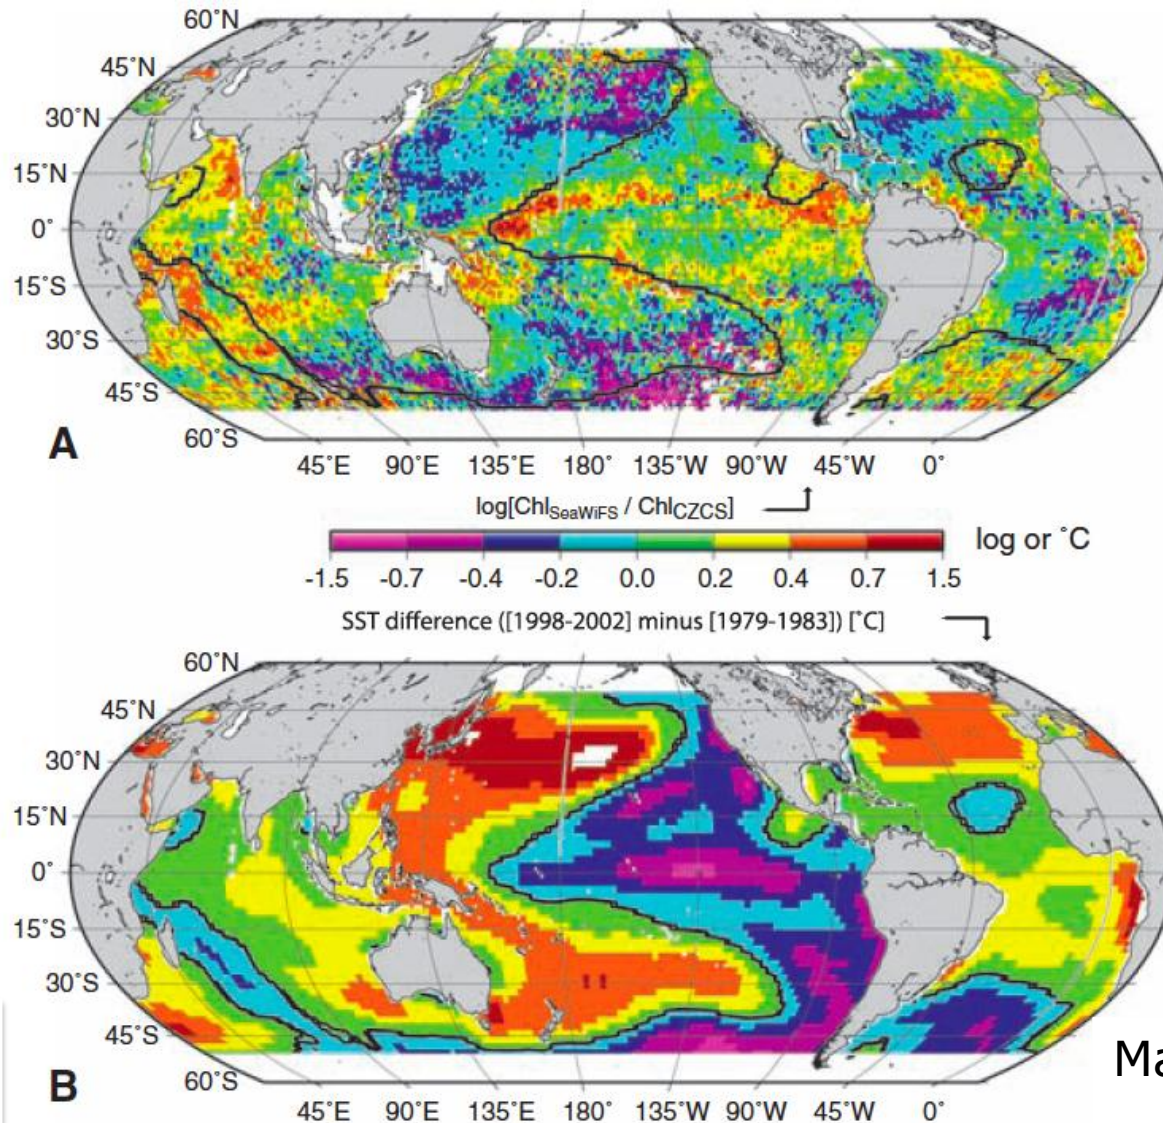 60˚N
45˚N
30˚N
15˚N
0˚
15˚S
30˚S
45˚S
60˚S
A
45˚E 90˚E 135˚E 180˚ 135˚W 90˚W 45˚W 0˚
log[ChlSeaWiFS / ChlCZCS]
log or ˚C
-1.5 -0.7 -0.4 -0.2 0.0 0.2 0.4 0.7 1.5
SST difference ([1998-2002] minus [1979-1983]) [˚C]
60˚N
45˚N
30˚N
15˚N
0˚
15˚S
30˚S
45˚S
Ma
60˚S
B
45˚E 90˚E 135˚E 180˚ 135˚W 90˚W 45˚W 0˚